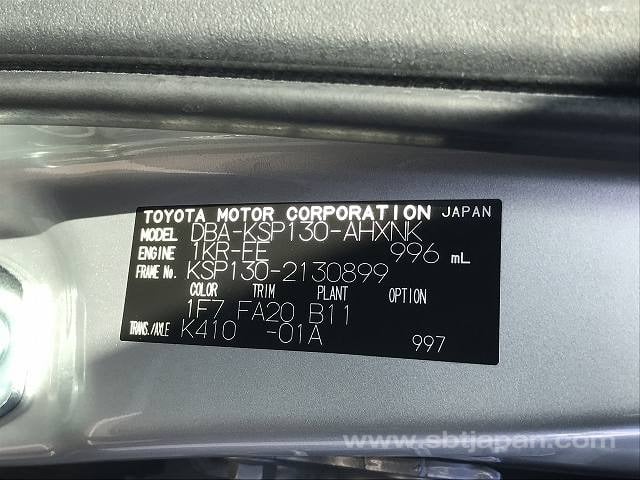 TOYOTA MOTOR CORPORATION JAPAN
MODEL DBA-KSP130-AHXNK
ENGINE 1KR-EE 996 mL
FRAME No. KSP130-2130899
COLOR TRIM PLANT OPTION
1F7 FA20 B11
TRANS./AXLE K410 -01A
997
www.sbtjapan.com